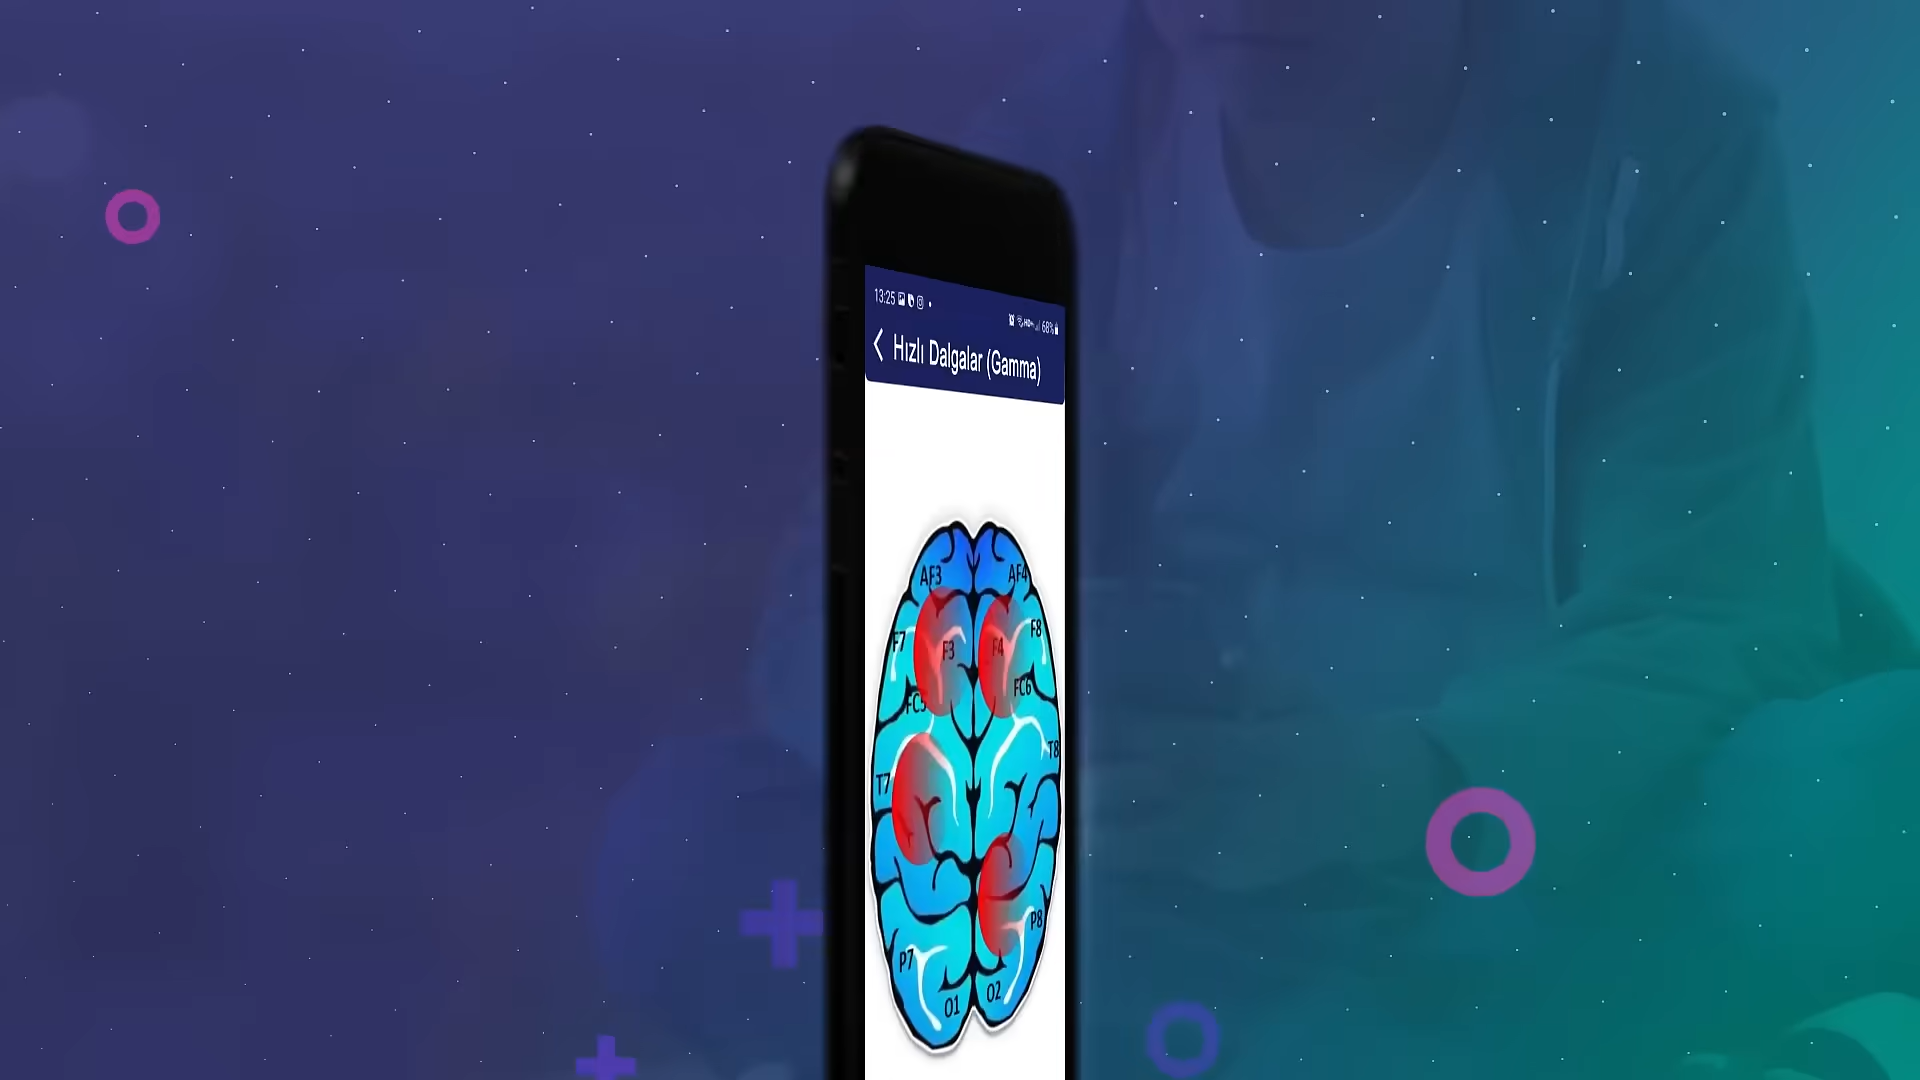 13:25
68%
Hızlı Dalgalar (Gamma)
AF3 AF4
F7 F3 F4 F8
FC5 FC6
T7 T8
P7 P8
O1 O2